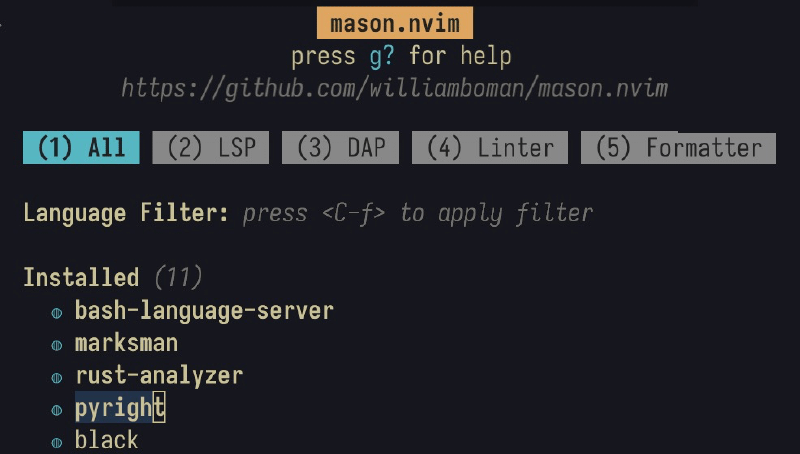 mason.nvim
press g? for help
https://github.com/williamboman/mason.nvim
(1) All (2) LSP (3) DAP (4) Linter (5) Formatter
Language Filter: press <C-f> to apply filter
Installed (11)
bash-language-server
marksman
rust-analyzer
pyright
black